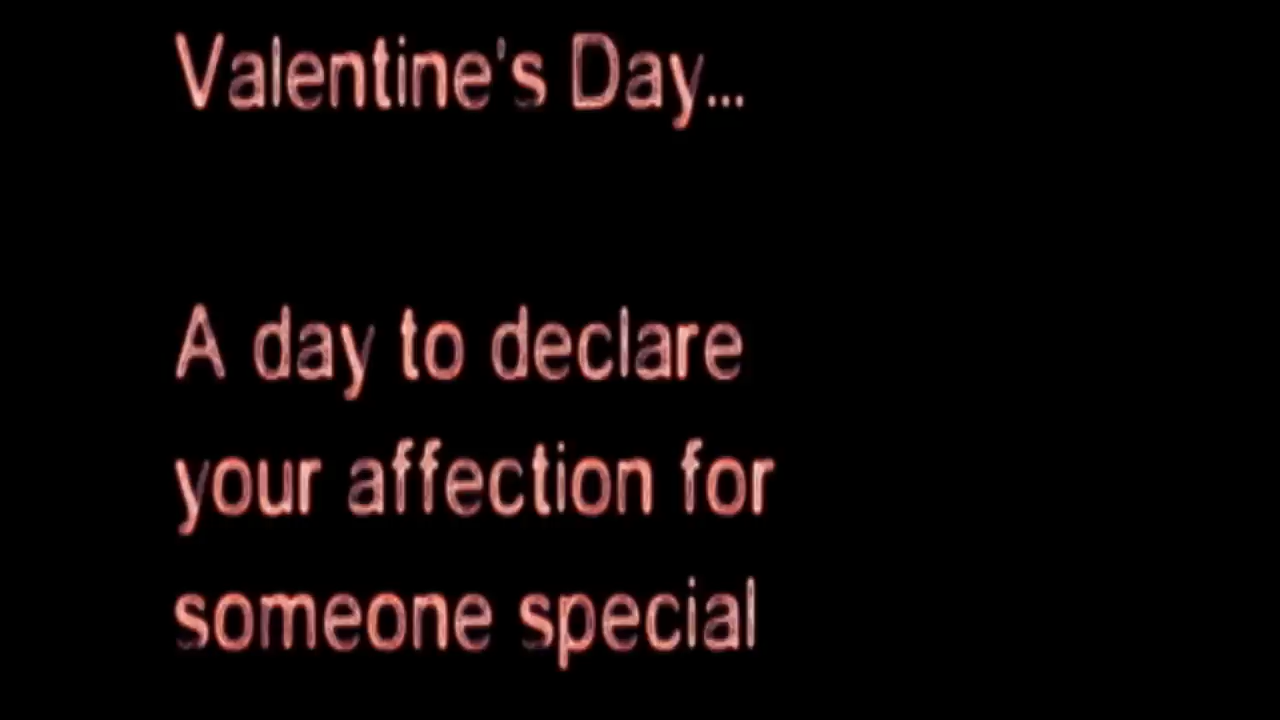 Valentine's Day...
A day to declare
your affection for
someone special